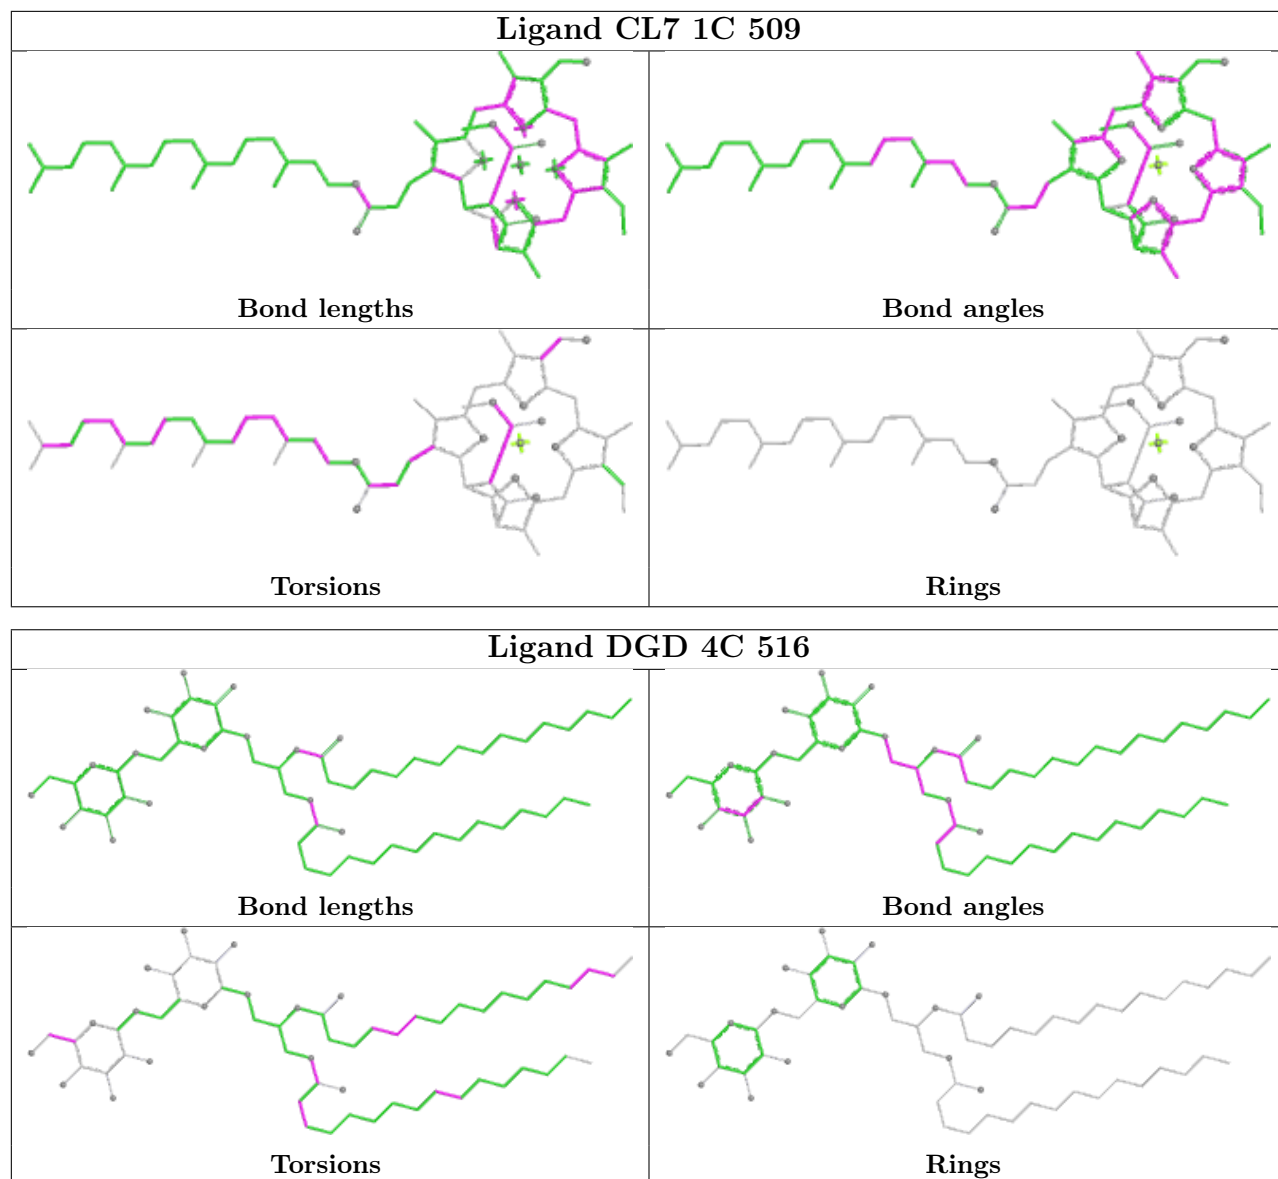 Ligand CL7 1C 509
Bond lengths
Bond angles
Torsions
Rings
Ligand DGD 4C 516
Bond lengths
Bond angles
Torsions
Rings